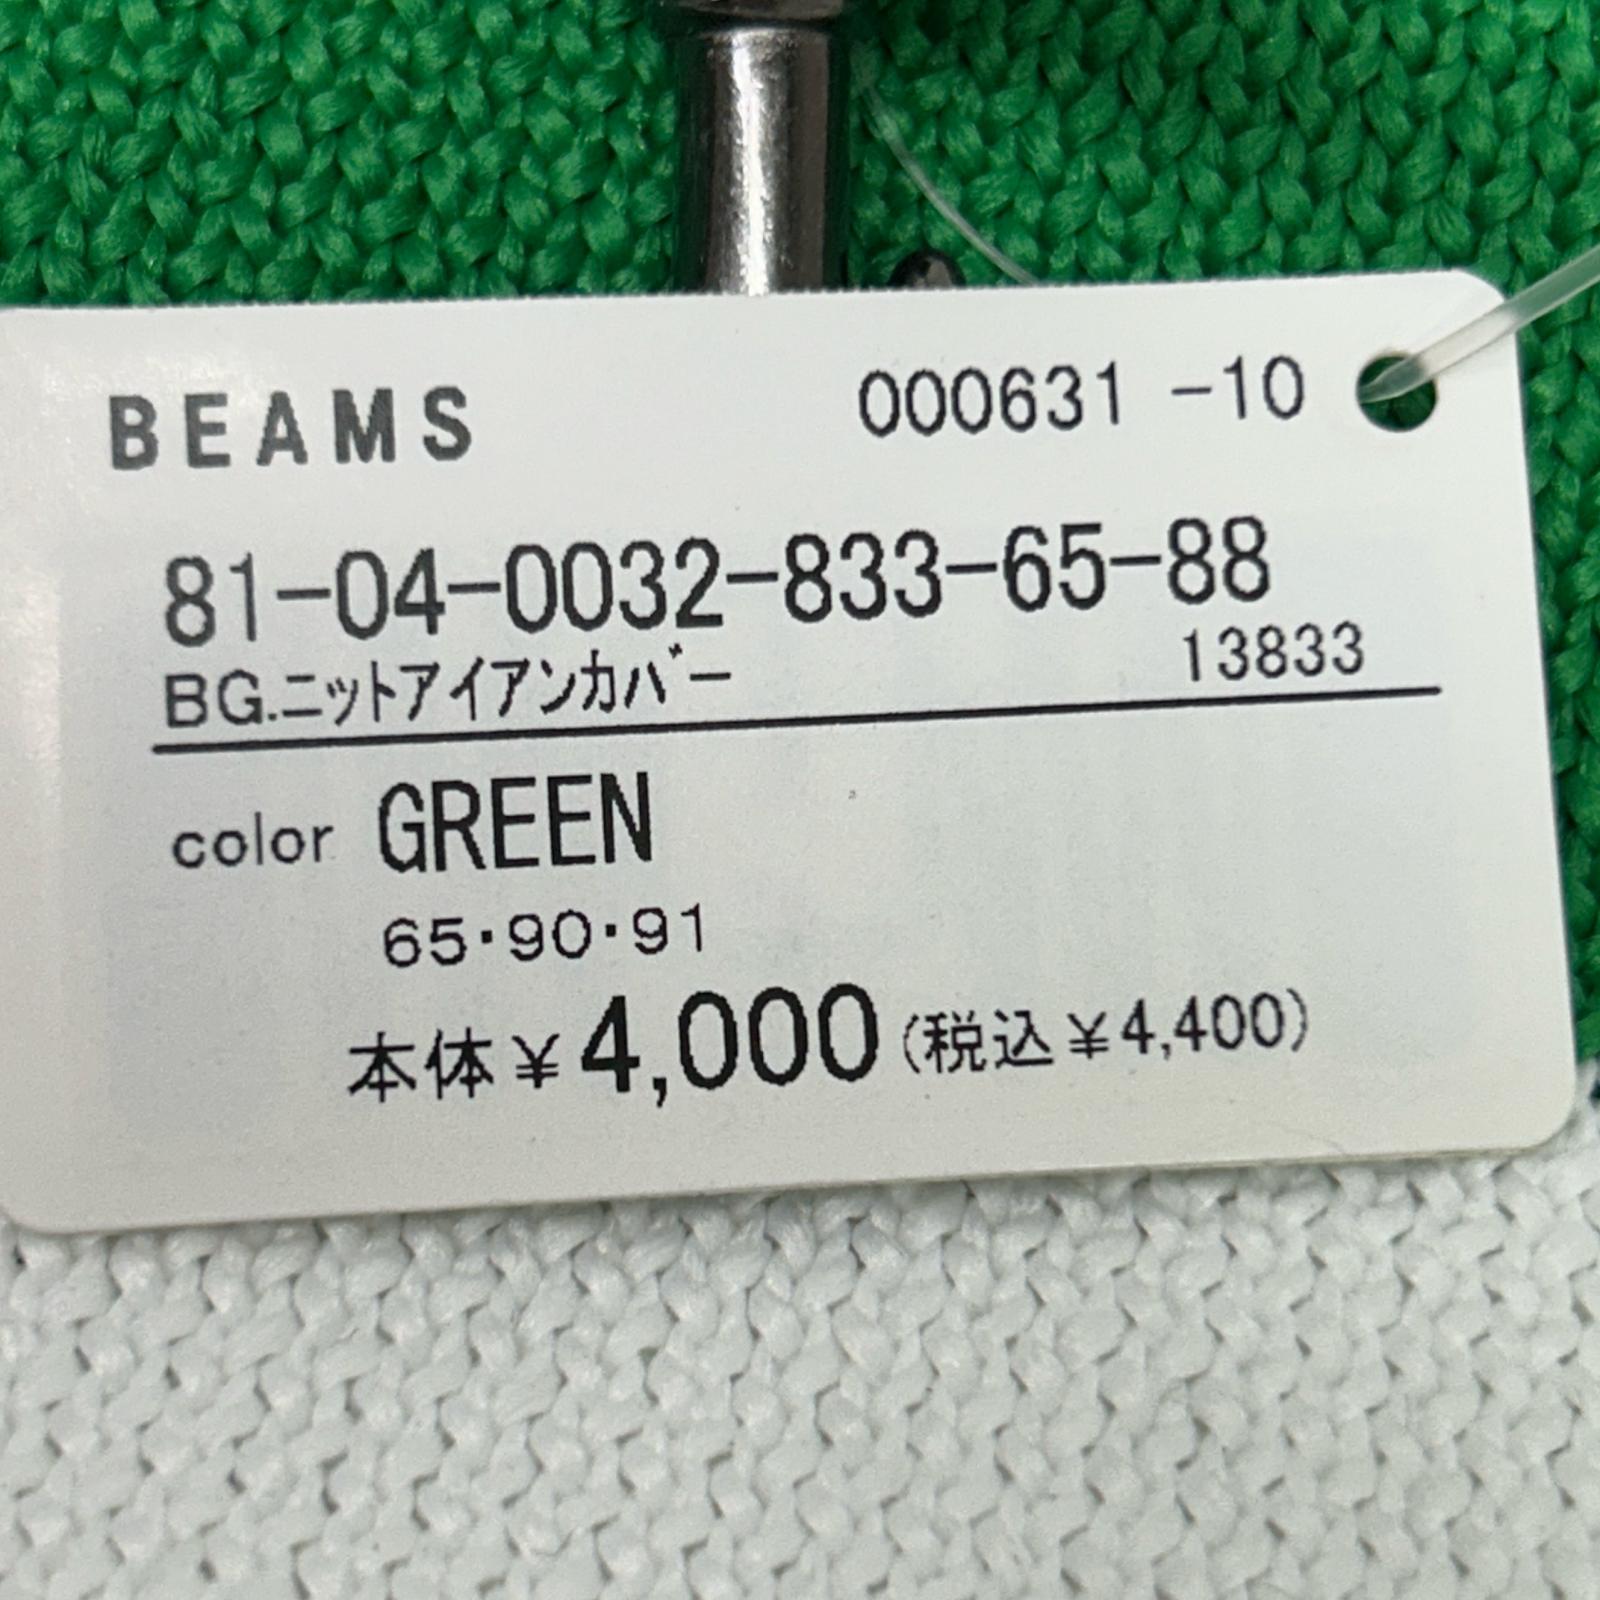 BEAMS 000631 -10
81-04-0032-833-65-88
BG.ニットアイアンカバー 13833
color GREEN
65・90・91
本体¥4,000(税込¥4,400)